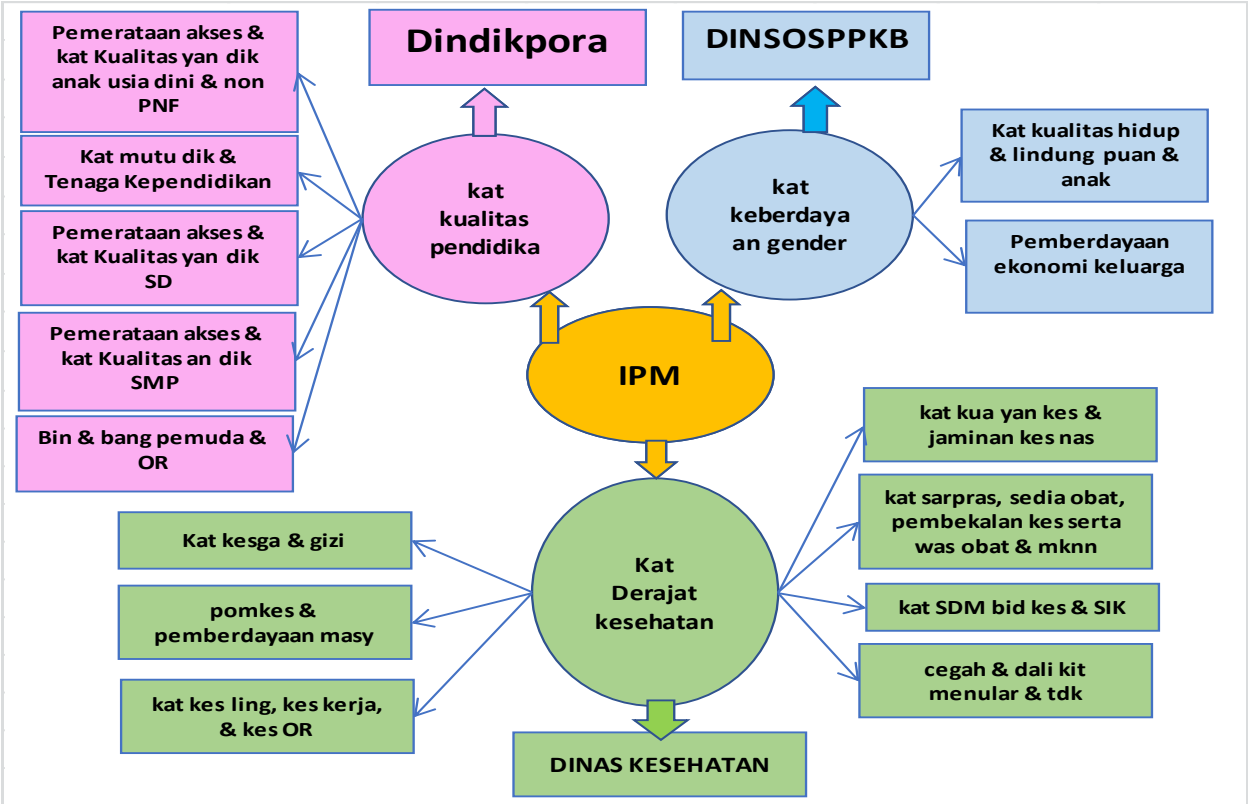 Pemerataan akses &
kat Kualitas yan dik
anak usia dini & non
PNF
Kat mutu dik &
Tenaga Kependidikan
Pemerataan akses &
kat Kualitas yan dik
SD
Pemerataan akses &
kat Kualitas an dik
SMP
Bin & bang pemuda &
OR
Dindikpora
kat
kualitas
pendidika
DINSOSPPKB
kat
keberdaya
an gender
Kat kualitas hidup
& lindung puan &
anak
Pemberdayaan
ekonomi keluarga
IPM
Kat
Derajat
kesehatan
Kat kesga & gizi
pomkes &
pemberdayaan masy
kat kes ling, kes kerja,
& kes OR
kat kua yan kes &
jaminan kes nas
kat sarpras, sedia obat,
pembekalan kes serta
was obat & mknn
kat SDM bid kes & SIK
cegah & dali kit
menular & tdk
DINAS KESEHATAN